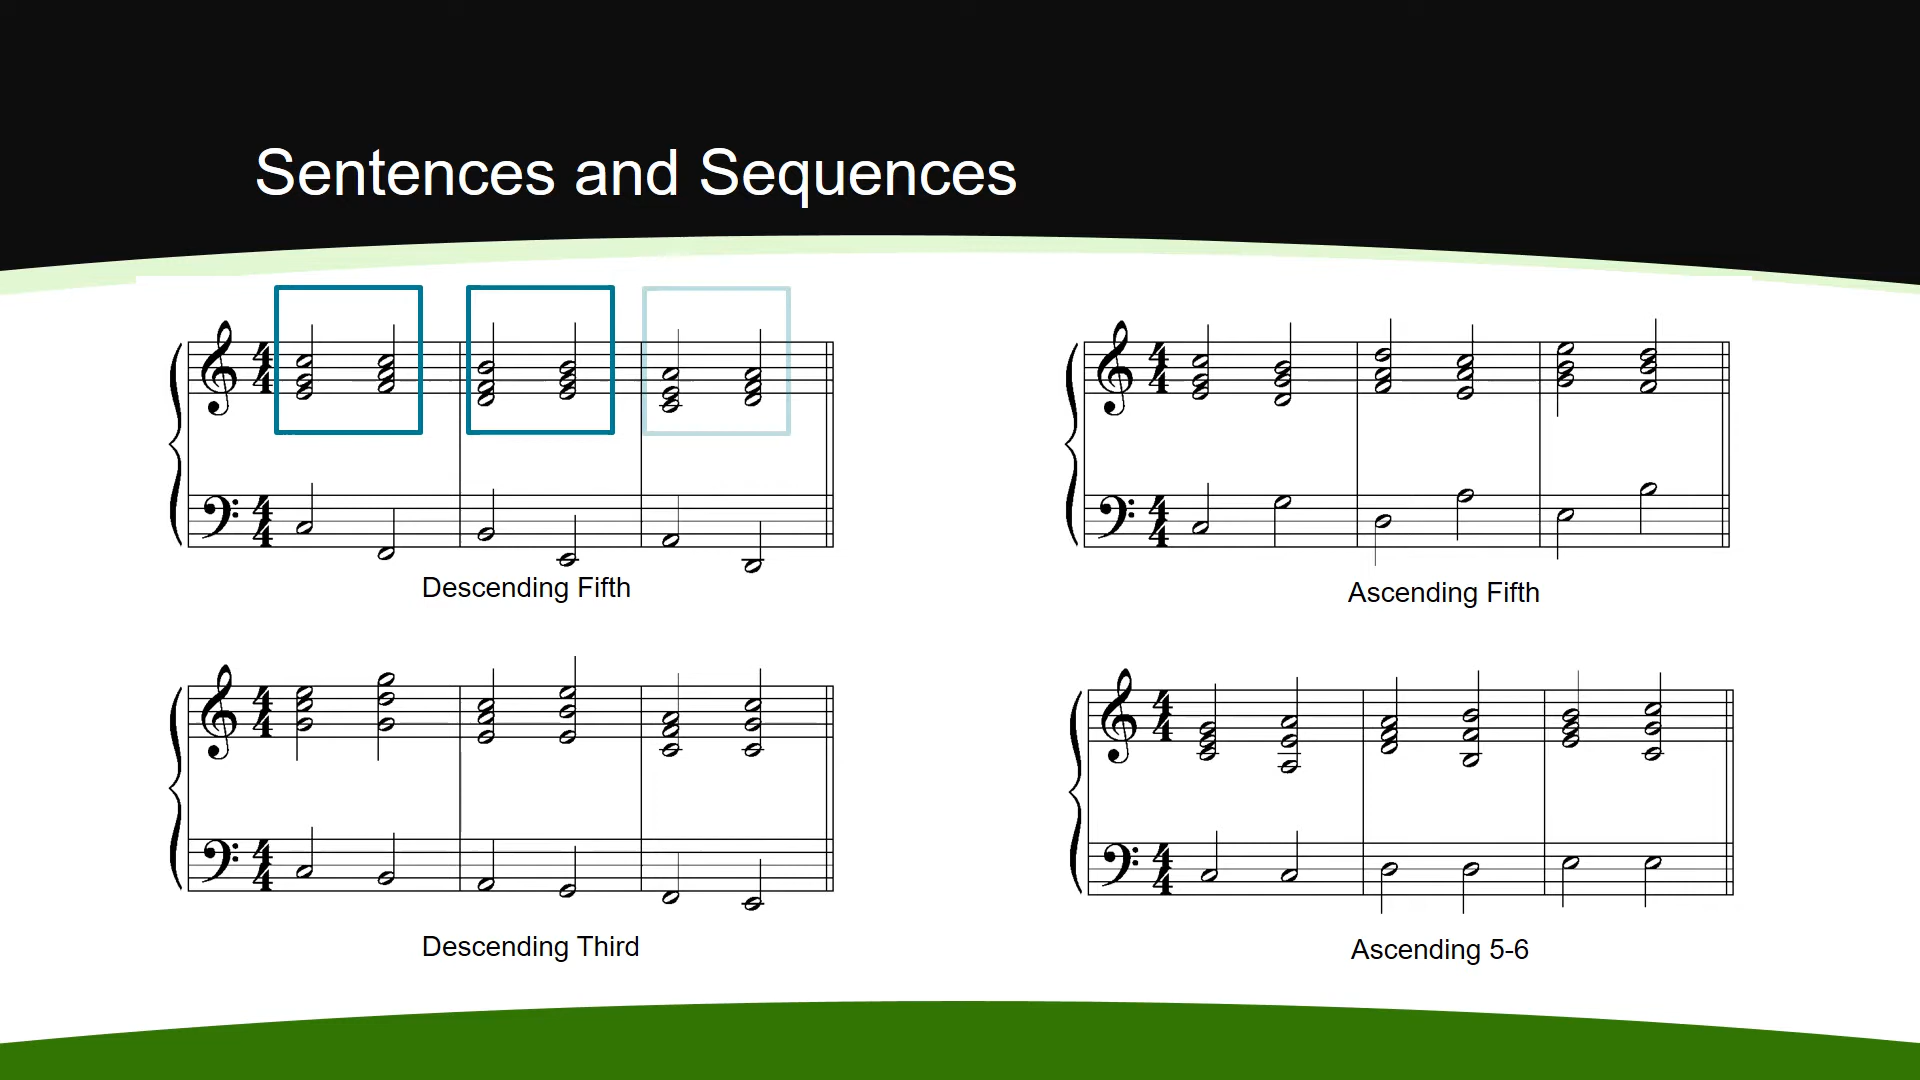 Sentences and Sequences
Descending Fifth
Ascending Fifth
Descending Third
Ascending 5-6